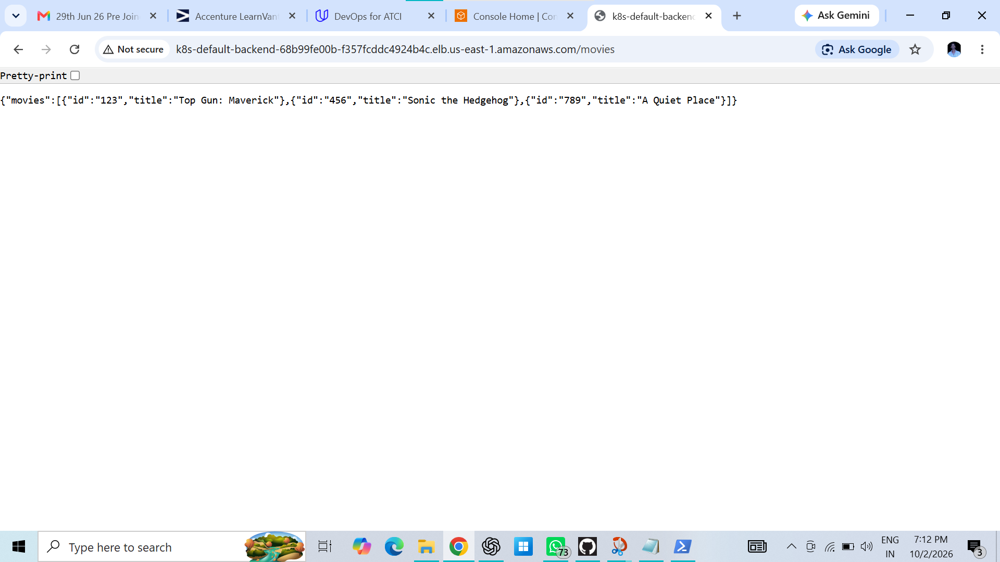 29th Jun 26 Pre Join
Accenture LearnVan
DevOps for ATCI
Console Home | Con
k8s-default-backend
Ask Gemini
Not secure
k8s-default-backend-68b99fe00b-f357fcddc4924b4c.elb.us-east-1.amazonaws.com/movies
Ask Google
Pretty-print
{"movies":[{"id":"123","title":"Top Gun: Maverick"},{"id":"456","title":"Sonic the Hedgehog"},{"id":"789","title":"A Quiet Place"}]}
Type here to search
73
ENG
IN
7:12 PM
10/2/2026
3